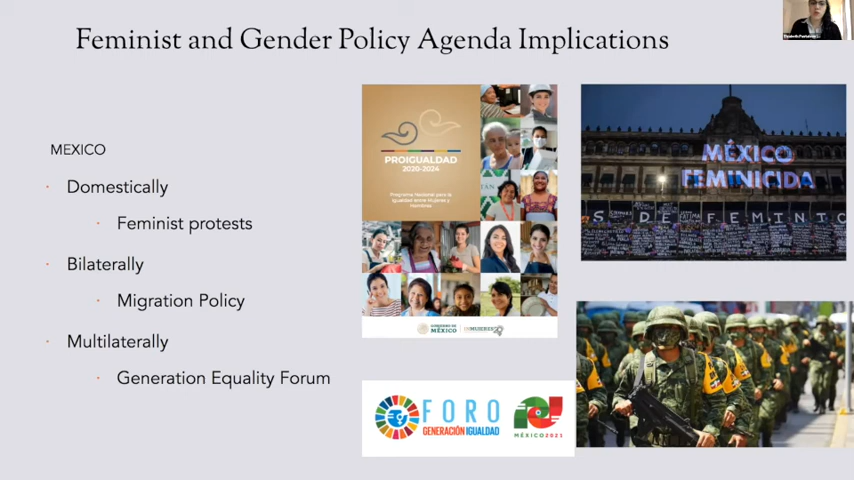 Feminist and Gender Policy Agenda Implications
MEXICO
Domestically
Feminist protests
Bilaterally
Migration Policy
Multilaterally
Generation Equality Forum
PROIGUALDAD
2020-2024
Programa Nacional para la
Igualdad entre Mujeres y
Hombres
GOBIERNO DE
MÉXICO
INMUJERES
MÉXICO
FEMINICIDA
S DE FEMINIC
FORO
GENERACIÓN IGUALDAD
MÉXICO2021